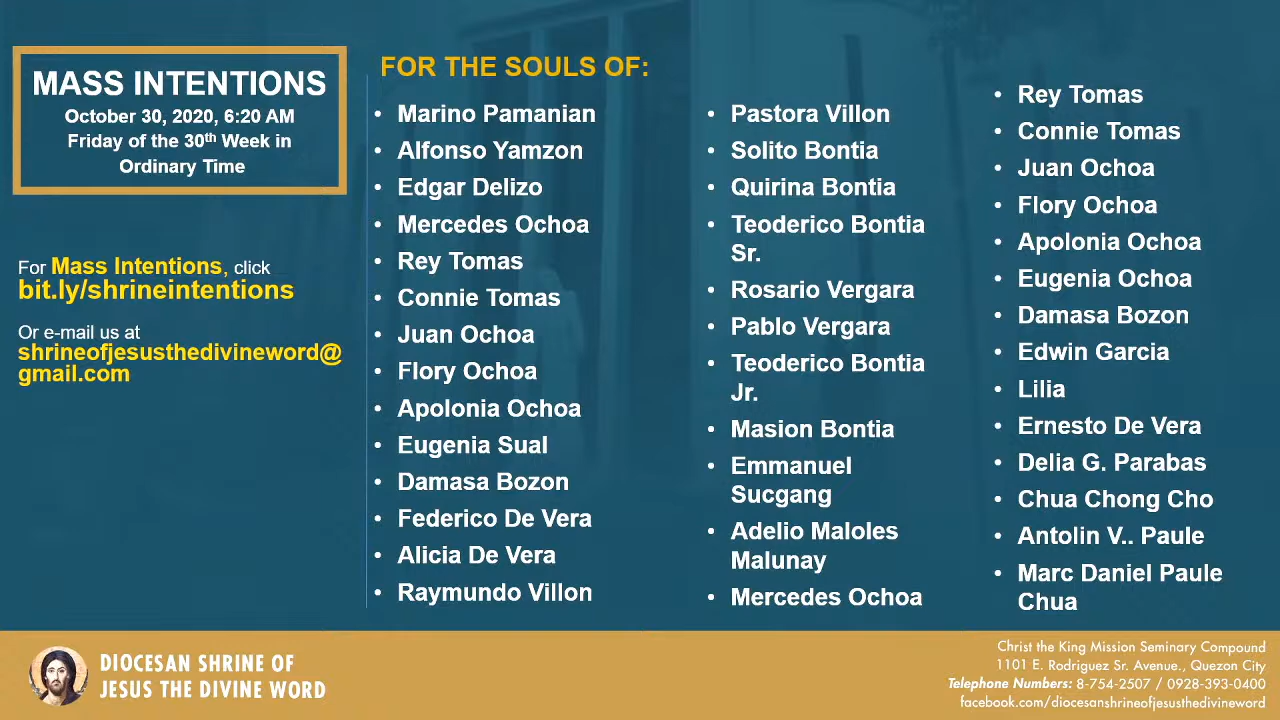 MASS INTENTIONS
October 30, 2020, 6:20 AM
Friday of the 30th Week in
Ordinary Time
For Mass Intentions, click
bit.ly/shrineintentions
Or e-mail us at
shrineofjesusthedivineword@
gmail.com
FOR THE SOULS OF:
• Marino Pamanian
• Alfonso Yamzon
• Edgar Delizo
• Mercedes Ochoa
• Rey Tomas
• Connie Tomas
• Juan Ochoa
• Flory Ochoa
• Apolonia Ochoa
• Eugenia Sual
• Damasa Bozon
• Federico De Vera
• Alicia De Vera
• Raymundo Villon
• Pastora Villon
• Solito Bontia
• Quirina Bontia
• Teoderico Bontia
Sr.
• Rosario Vergara
• Pablo Vergara
• Teoderico Bontia
Jr.
• Masion Bontia
• Emmanuel
Sucgang
• Adelio Maloles
Malunay
• Mercedes Ochoa
• Rey Tomas
• Connie Tomas
• Juan Ochoa
• Flory Ochoa
• Apolonia Ochoa
• Eugenia Ochoa
• Damasa Bozon
• Edwin Garcia
• Lilia
• Ernesto De Vera
• Delia G. Parabas
• Chua Chong Cho
• Antolin V.. Paule
• Marc Daniel Paule
Chua
DIOCESAN SHRINE OF
JESUS THE DIVINE WORD
Christ the King Mission Seminary Compound
1101 E. Rodriguez Sr. Avenue., Quezon City
Telephone Numbers: 8-754-2507 / 0928-393-0400
facebook.com/diocesanshrineofjesusthedivineword